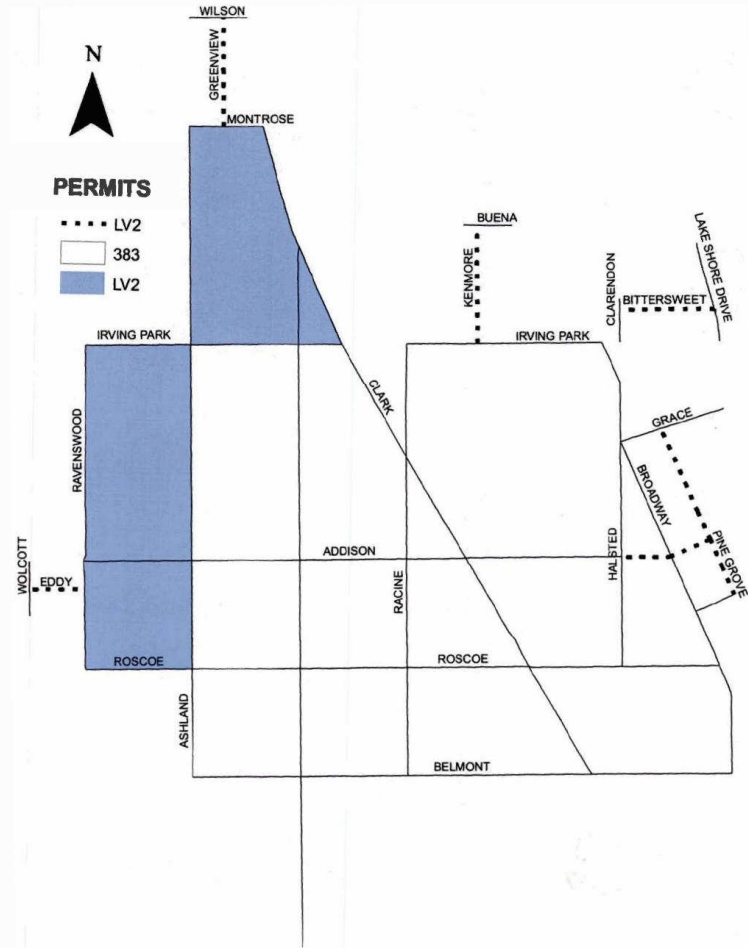 WILSON
GREENVIEW
N
MONTROSE
PERMITS
LV2
383
LV2
BUENA
KENMORE
CLARENDON
LAKE SHORE DRIVE
BITTERSWEET
IRVING PARK
IRVING PARK
CLARK
RAVENSWOOD
GRACE
BROADWAY
PINE GROVE
ADDISON
HALSTED
WOLCOTT
EDDY
RACINE
ROSCOE
ROSCOE
ASHLAND
BELMONT